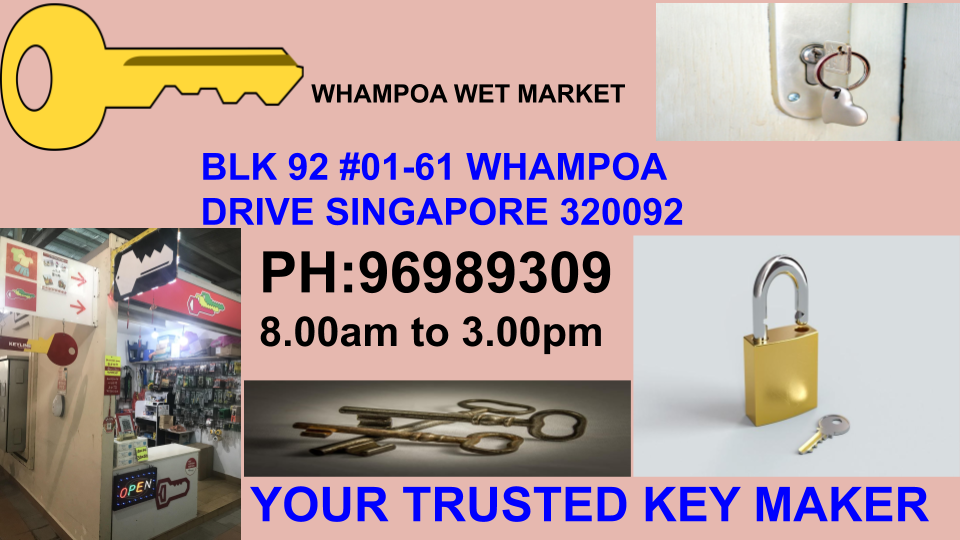 WHAMPOA WET MARKET
BLK 92 #01-61 WHAMPOA
DRIVE SINGAPORE 320092
PH:96989309
8.00am to 3.00pm
OPEN
YOUR TRUSTED KEY MAKER